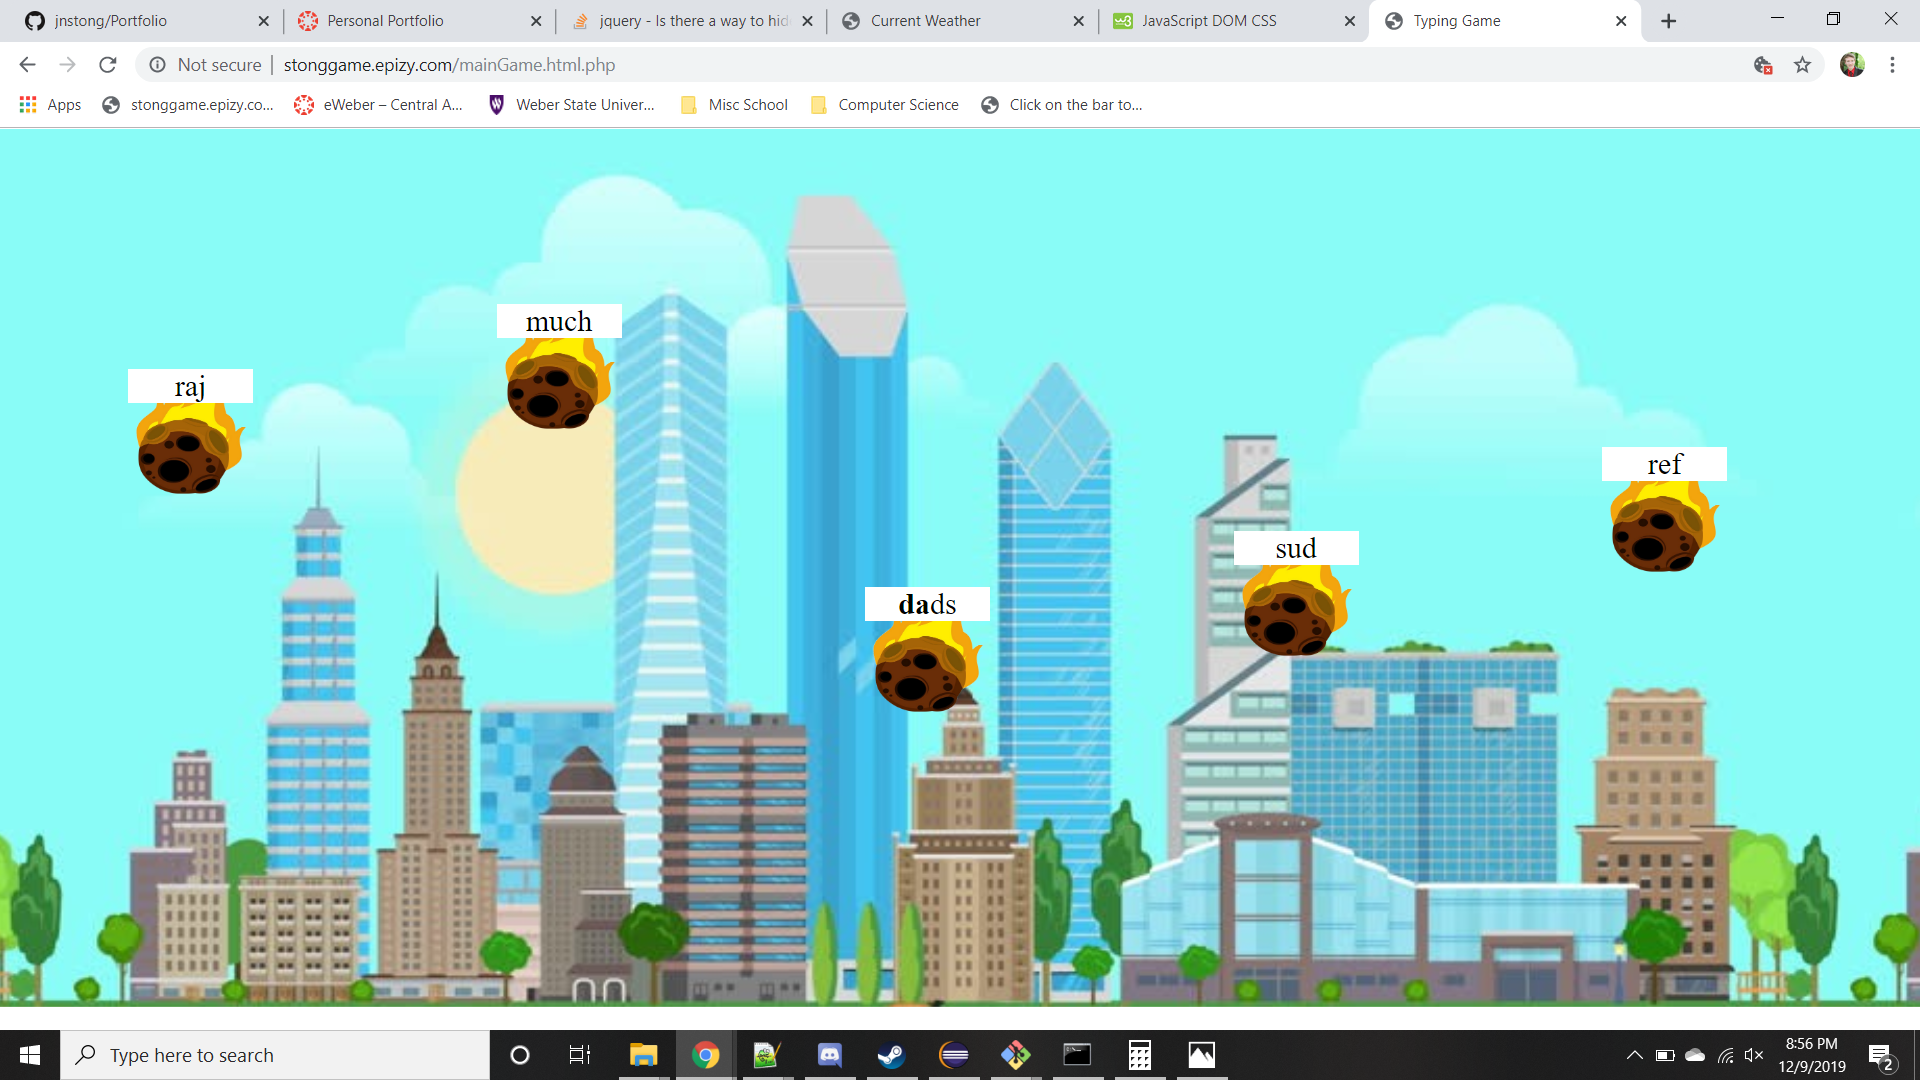 jnstong/Portfolio
Personal Portfolio
jquery - Is there a way to hid
Current Weather
JavaScript DOM CSS
Typing Game
Not secure | stonggame.epizy.com/mainGame.html.php
Apps
stonggame.epizy.co...
eWeber – Central A...
Weber State Univer...
Misc School
Computer Science
Click on the bar to...
much
raj
ref
sud
dads
Type here to search
8:56 PM
12/9/2019
2